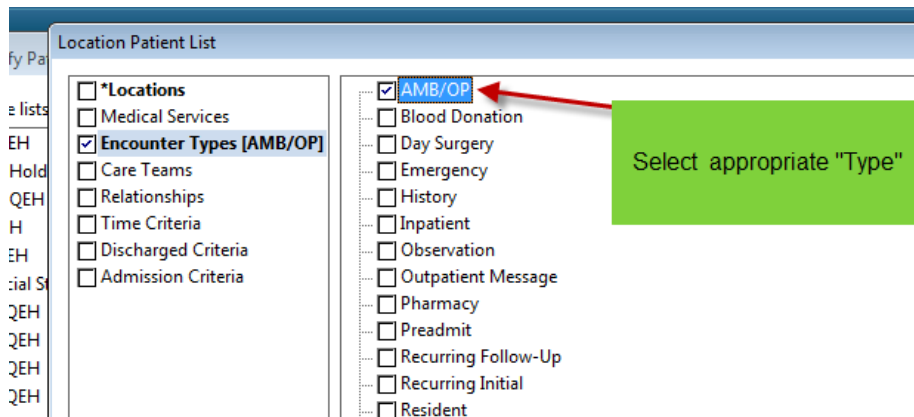 Location Patient List
fy Pa
e lists
EH
Hold
QEH
H
EH
cial St
QEH
QEH
QEH
QEH
*Locations
Medical Services
Encounter Types [AMB/OP]
Care Teams
Relationships
Time Criteria
Discharged Criteria
Admission Criteria
AMB/OP
Blood Donation
Day Surgery
Emergency
History
Inpatient
Observation
Outpatient Message
Pharmacy
Preadmit
Recurring Follow-Up
Recurring Initial
Resident
Select appropriate "Type"